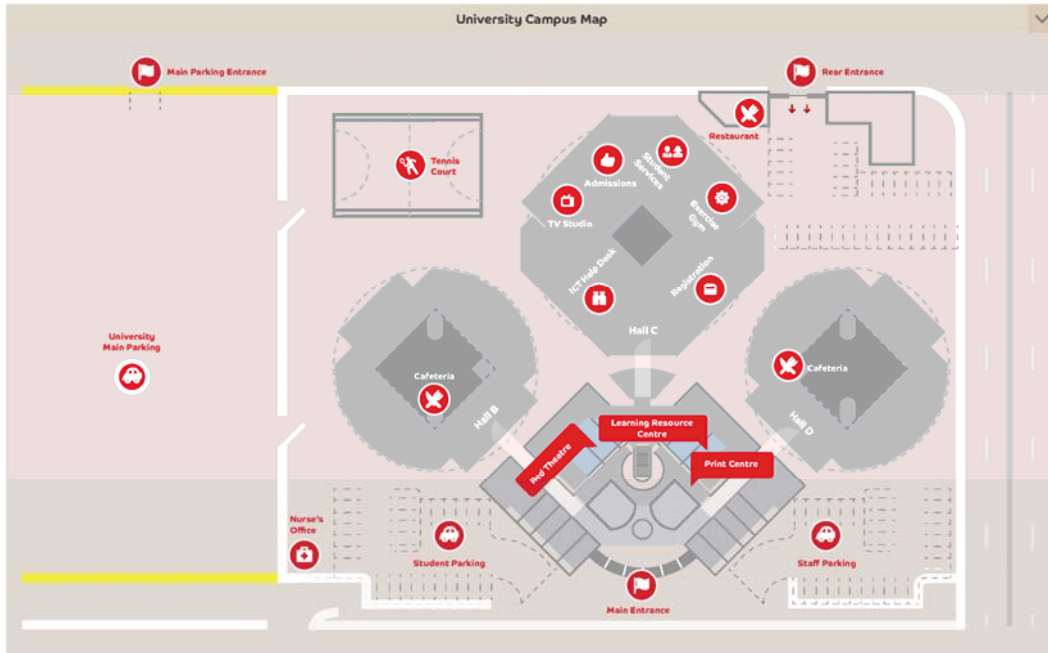 University Campus Map
Main Parking Entrance
Rear Entrance
Restaurant
Tennis
Court
Student
Services
Admissions
TV Studio
Exercise
Gym
ICT Help Desk
Registration
Hall C
University
Main Parking
Cafeteria
Cafeteria
Hall B
Hall D
Learning Resource
Centre
Red Theatre
Print Centre
Nurse's
Office
Student Parking
Staff Parking
Main Entrance